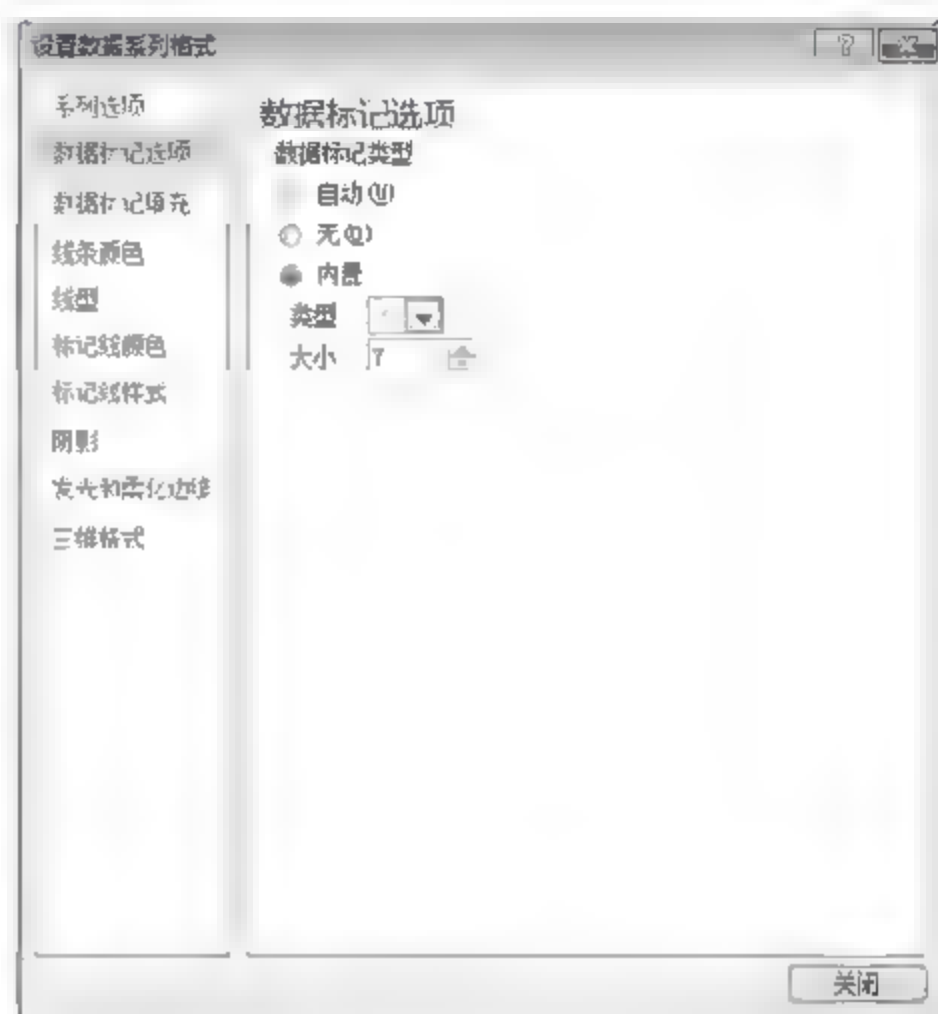 设置数据系列格式
系列选项
数据标记选项
数据标记填充
线条颜色
线型
标记线颜色
标记线样式
阴影
发光和柔化边缘
三维格式
数据标记选项
数据标记类型
自动(U)
无(O)
内置
类型
大小 7
关闭